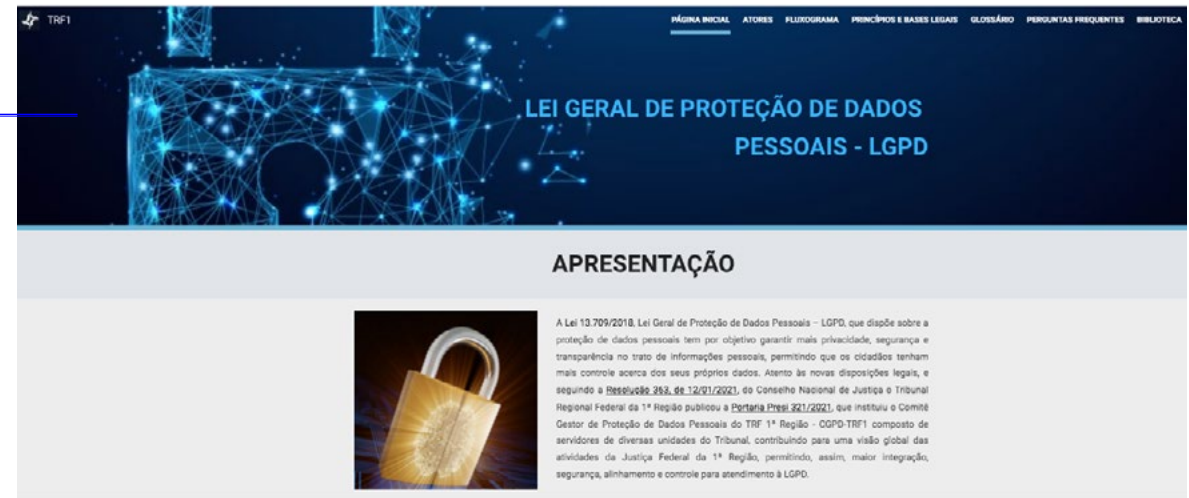 TRF1
PÁGINA INICIAL ATORES FLUXOGRAMA PRINCÍPIOS E BASES LEGAIS GLOSSÁRIO PERGUNTAS FREQUENTES BIBLIOTECA
LEI GERAL DE PROTEÇÃO DE DADOS
PESSOAIS - LGPD
APRESENTAÇÃO
A Lei 13.709/2018, Lei Geral de Proteção de Dados Pessoais – LGPD, que dispõe sobre a
proteção de dados pessoais tem por objetivo garantir mais privacidade, segurança e
transparência no trato de informações pessoais, permitindo que os cidadãos tenham
mais controle acerca dos seus próprios dados. Atento às novas disposições legais, e
seguindo a Resolução 363, de 12/01/2021, do Conselho Nacional de Justiça o Tribunal
Regional Federal da 1ª Região publicou a Portaria Presi 321/2021, que instituiu o Comitê
Gestor de Proteção de Dados Pessoais do TRF 1ª Região - CGPD-TRF1 composto de
servidores de diversas unidades do Tribunal, contribuindo para uma visão global das
atividades da Justiça Federal da 1ª Região, permitindo, assim, maior integração,
segurança, alinhamento e controle para atendimento à LGPD.